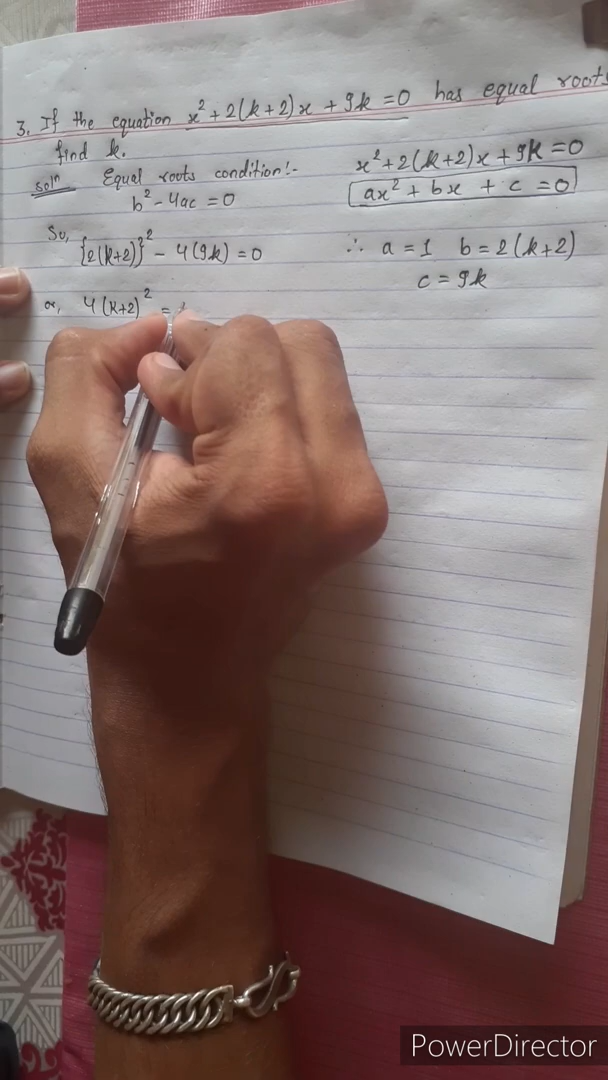 3. If the equation x² + 2(k+2)x + 9k = 0 has equal roots
find k.
Solⁿ Equal roots condition:-
b² - 4ac = 0
So, {2(k+2)}² - 4(9k) = 0
or, 4(k+2)² =
x² + 2(k+2)x + 9k = 0
ax² + bx + c = 0
∴ a = 1 b = 2(k+2)
c = 9k
PowerDirector